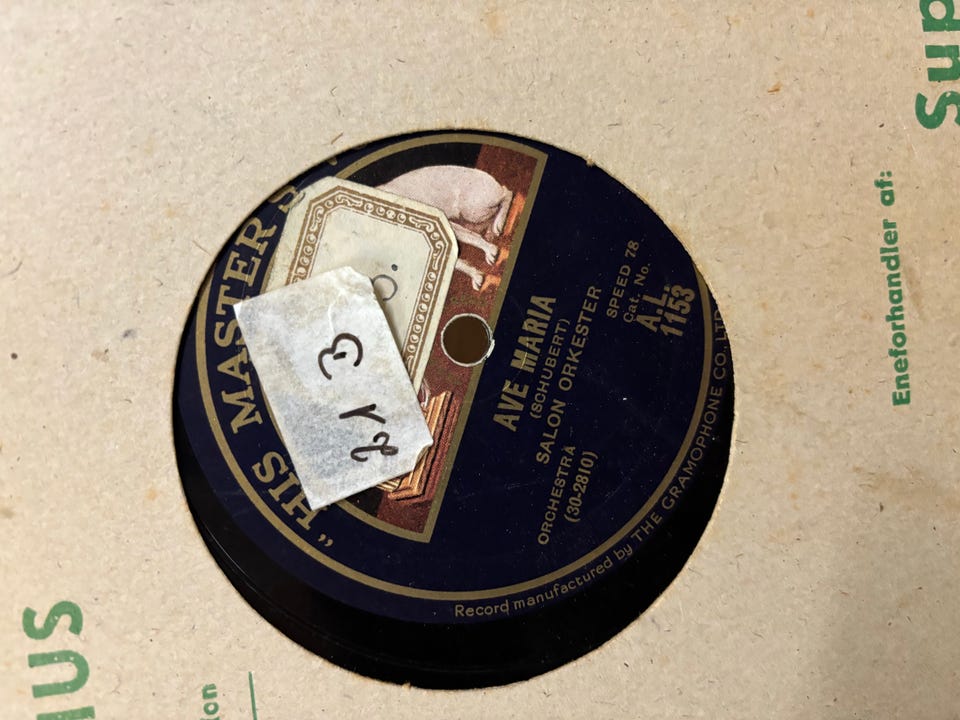 "HIS MASTER'S
AVE MARIA
(SCHUBERT)
SALON ORKESTER
ORCHESTRA
(30-2810)
SPEED 78
Cat. No.
A.L.
1153
Record manufactured by THE GRAMOPHONE CO. LTD
Eneforhandler af:
Sup